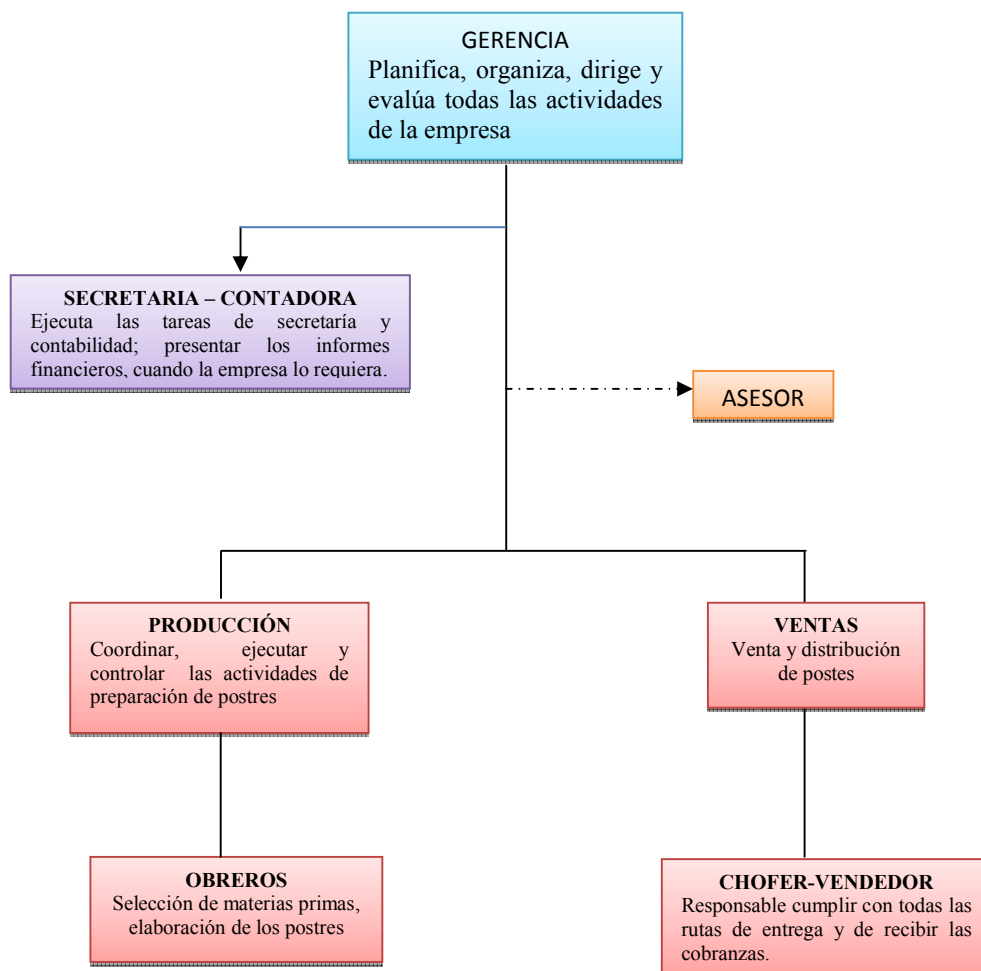 GERENCIA
Planifica, organiza, dirige y
evalúa todas las actividades
de la empresa
SECRETARIA – CONTADORA
Ejecuta las tareas de secretaría y
contabilidad; presentar los informes
financieros, cuando la empresa lo requiera.
ASESOR
PRODUCCIÓN
Coordinar, ejecutar y
controlar las actividades de
preparación de postres
VENTAS
Venta y distribución
de postes
OBREROS
Selección de materias primas,
elaboración de los postres
CHOFER-VENDEDOR
Responsable cumplir con todas las
rutas de entrega y de recibir las
cobranzas.